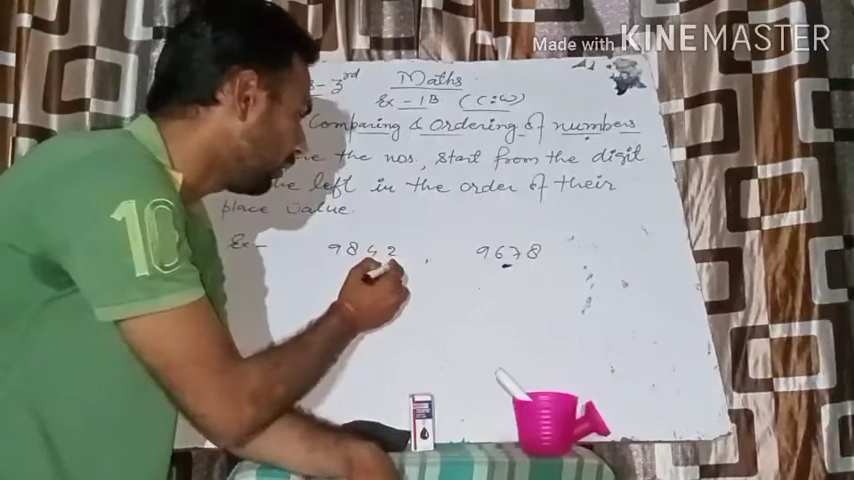 Made with KINEMASTER
3rd Maths
Ex - 1B (C:W)
Comparing & Ordering of numbers
the nos., start from the digit
left in the order of their
place value.
Ex- 9842 , 9678
10